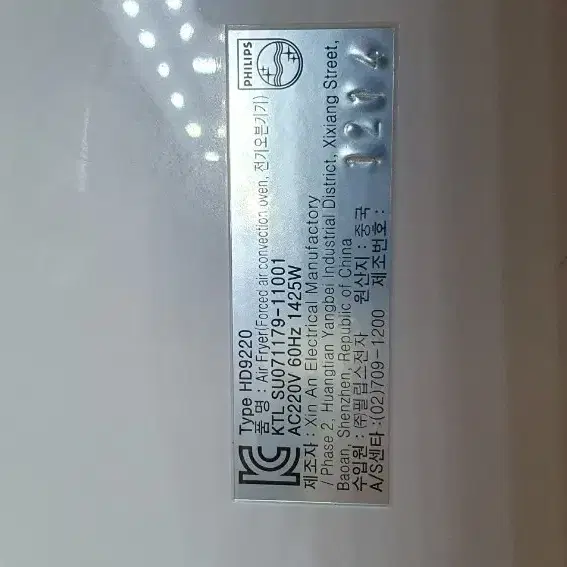 PHILIPS
Type HD9220
품 명 : Air Fryer(Forced air convection oven, 전기오븐기기)
KTL SU071179-11001
AC220V 60Hz 1425W
제조자 : Xin An Electrical Manufactory
/ Phase 2, Huangtian Yangbei Industrial District, Xixiang Street,
Baoan, Shenzhen, Republic of China
수입원 : ㈜필립스전자 원산지 : 중국
A/S센타 :(02)709-1200 제조번호 :
1204